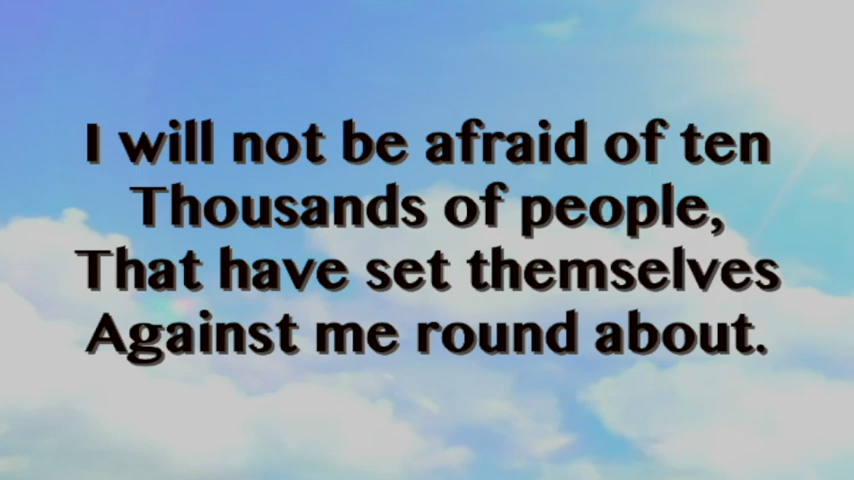 I will not be afraid of ten
Thousands of people,
That have set themselves
Against me round about.